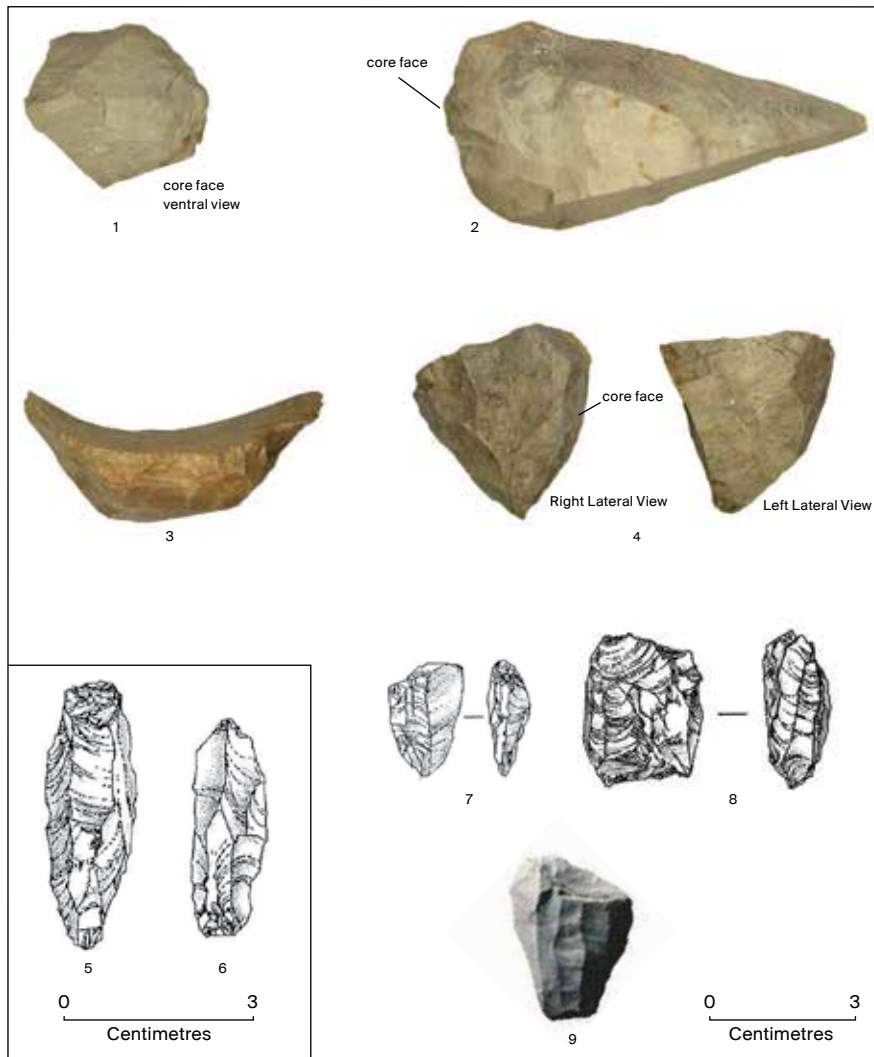 core face
core face
ventral view
1
2
core face
Right Lateral View
Left Lateral View
3
4
7
8
5
6
0 3
Centimetres
9
0 3
Centimetres